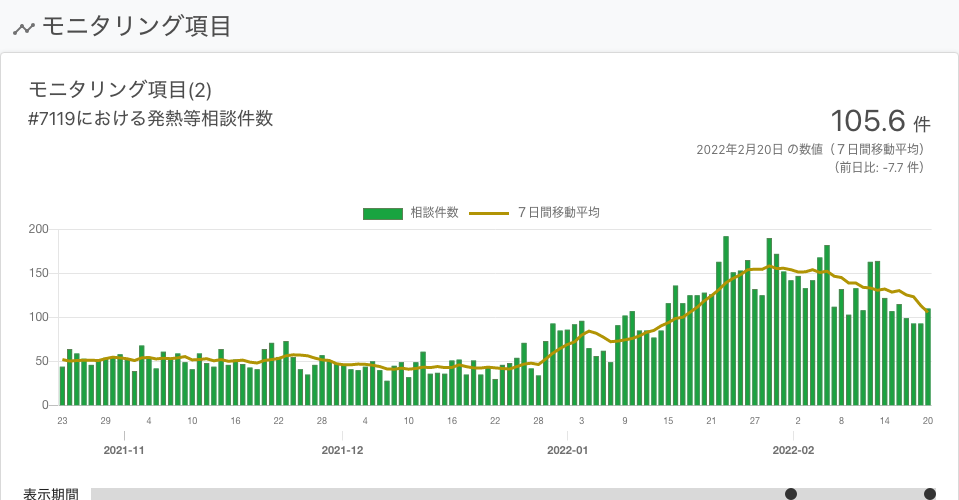 モニタリング項目
モニタリング項目(2)
#7119における発熱等相談件数
105.6 件
2022年2月20日 の数値（７日間移動平均）
（前日比: -7.7 件）
相談件数 ７日間移動平均
200
150
100
50
0
23 29 4 10 16 22 28 4 10 16 22 28 3 9 15 21 27 2 8 14 20
2021-11 2021-12 2022-01 2022-02
表示期間